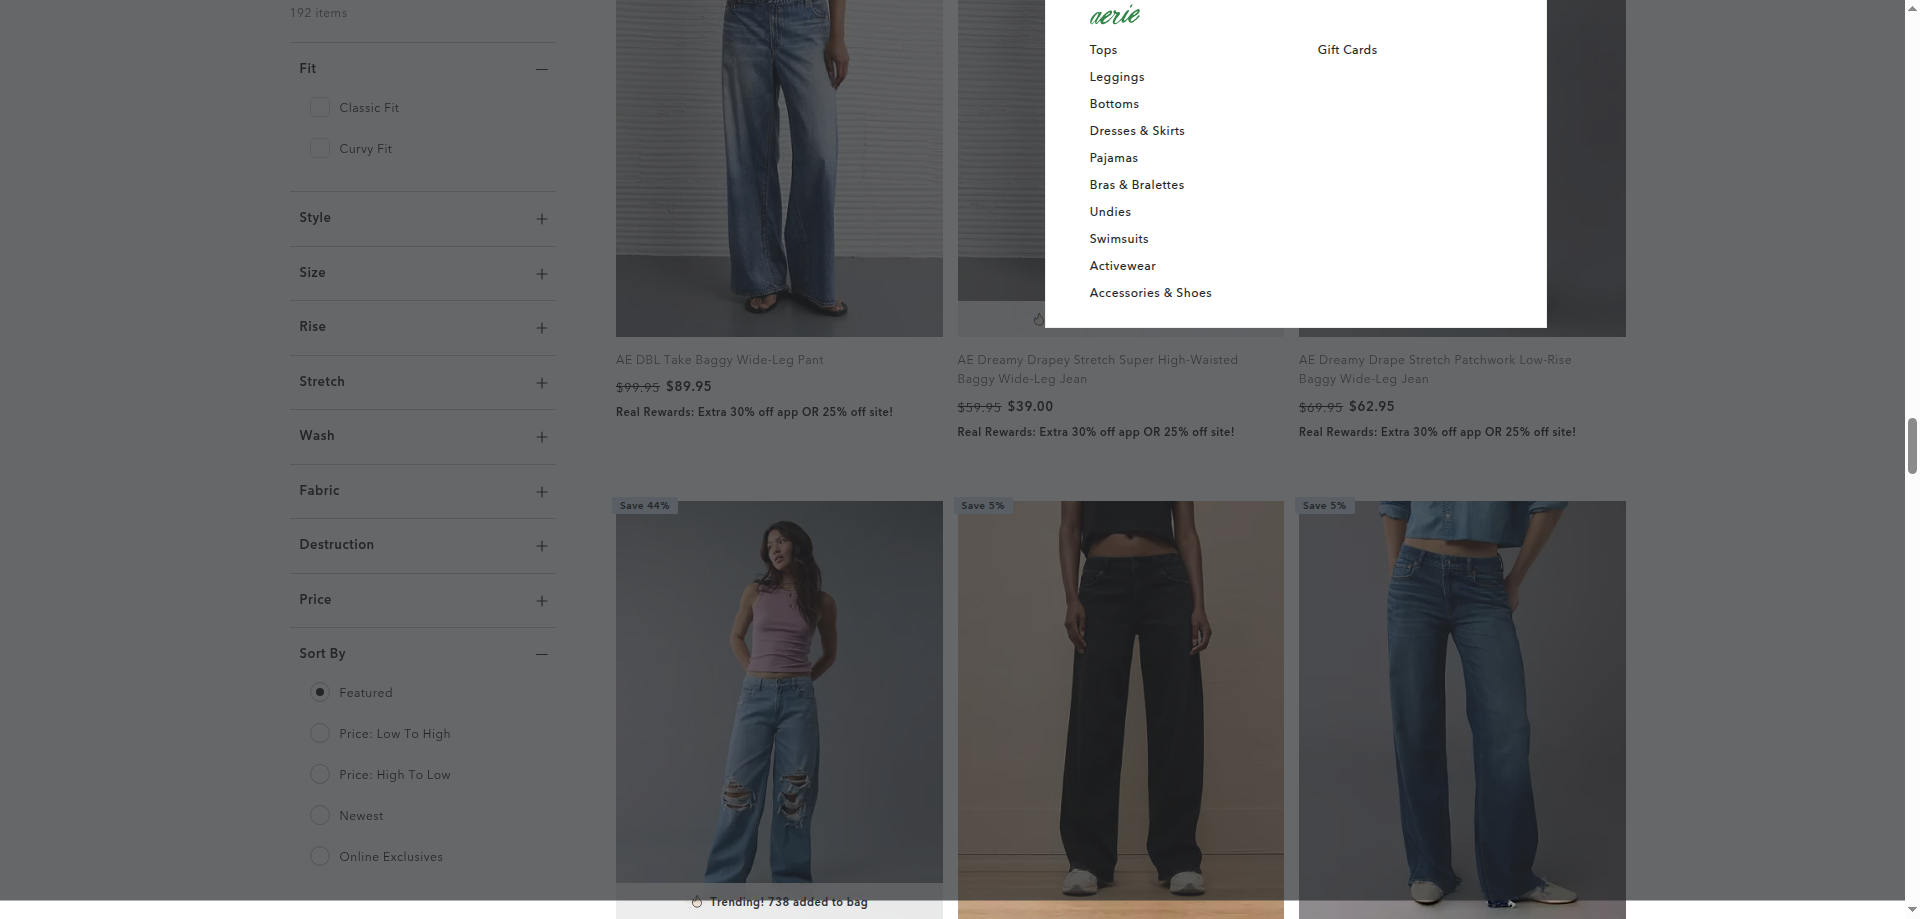 192 items
Fit
Classic Fit
Curvy Fit
Style
Size
Rise
Stretch
Wash
Fabric
Destruction
Price
Sort By
Featured
Price: Low To High
Price: High To Low
Newest
Online Exclusives
aerie
Tops
Leggings
Bottoms
Dresses & Skirts
Pajamas
Bras & Bralettes
Undies
Swimsuits
Activewear
Accessories & Shoes
Gift Cards
AE DBL Take Baggy Wide-Leg Pant
$99.95 $89.95
Real Rewards: Extra 30% off app OR 25% off site!
AE Dreamy Drapey Stretch Super High-Waisted
Baggy Wide-Leg Jean
$59.95 $39.00
Real Rewards: Extra 30% off app OR 25% off site!
AE Dreamy Drape Stretch Patchwork Low-Rise
Baggy Wide-Leg Jean
$69.95 $62.95
Real Rewards: Extra 30% off app OR 25% off site!
Save 44%
Trending! 738 added to bag
Save 5%
Save 5%